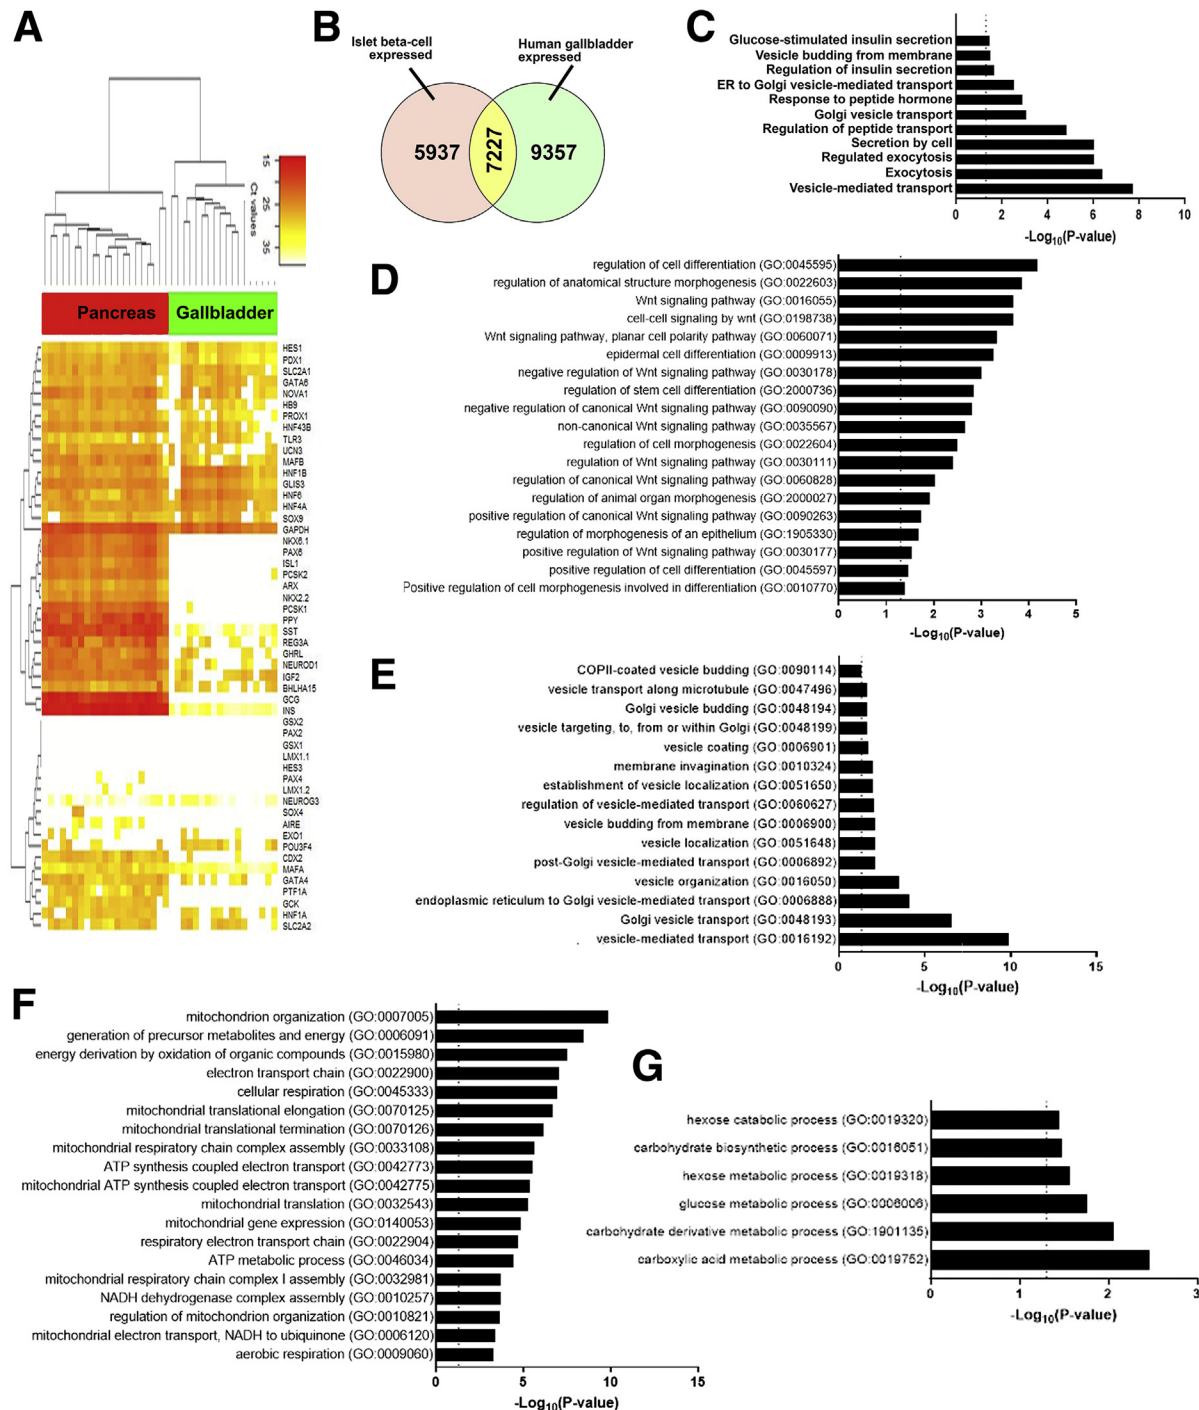 A
Ct values
15
25
35
Pancreas
Gallbladder
HES1
PDX1
SLC2A1
GATA6
NOVA1
HB9
PROX1
HNF43B
TLR3
UCN3
MAFB
HNF1B
GLIS3
HNF6
HNF4A
SOX9
GAPDH
NKX6.1
PAX6
ISL1
PCSK2
ARX
NKX2.2
PCSK1
PPY
SST
REG3A
GHRL
NEUROD1
IGF2
BHLHA15
GCG
INS
GSX2
PAX2
GSX1
LMX1.1
HES3
PAX4
LMX1.2
NEUROG3
SOX4
AIRE
EXO1
POU3F4
CDX2
MAFA
GATA4
PTF1A
GCK
HNF1A
SLC2A2
B
Islet beta-cell
expressed
Human gallbladder
expressed
5937
7227
9357
C
Glucose-stimulated insulin secretion
Vesicle budding from membrane
Regulation of insulin secretion
ER to Golgi vesicle-mediated transport
Response to peptide hormone
Golgi vesicle transport
Regulation of peptide transport
Secretion by cell
Regulated exocytosis
Exocytosis
Vesicle-mediated transport
0 2 4 6 8 10
-Log10(P-value)
D
regulation of cell differentiation (GO:0045595)
regulation of anatomical structure morphogenesis (GO:0022603)
Wnt signaling pathway (GO:0016055)
cell-cell signaling by wnt (GO:0198738)
Wnt signaling pathway, planar cell polarity pathway (GO:0060071)
epidermal cell differentiation (GO:0009913)
negative regulation of Wnt signaling pathway (GO:0030178)
regulation of stem cell differentiation (GO:2000736)
negative regulation of canonical Wnt signaling pathway (GO:0090090)
non-canonical Wnt signaling pathway (GO:0035567)
regulation of cell morphogenesis (GO:0022604)
regulation of Wnt signaling pathway (GO:0030111)
regulation of canonical Wnt signaling pathway (GO:0060828)
regulation of animal organ morphogenesis (GO:2000027)
positive regulation of canonical Wnt signaling pathway (GO:0090263)
regulation of morphogenesis of an epithelium (GO:1905330)
positive regulation of Wnt signaling pathway (GO:0030177)
positive regulation of cell differentiation (GO:0045597)
Positive regulation of cell morphogenesis involved in differentiation (GO:0010770)
0 1 2 3 4 5
-Log10(P-value)
E
COPII-coated vesicle budding (GO:0090114)
vesicle transport along microtubule (GO:0047496)
Golgi vesicle budding (GO:0048194)
vesicle targeting, to, from or within Golgi (GO:0048199)
vesicle coating (GO:0006901)
membrane invagination (GO:0010324)
establishment of vesicle localization (GO:0051650)
regulation of vesicle-mediated transport (GO:0060627)
vesicle budding from membrane (GO:0006900)
vesicle localization (GO:0051648)
post-Golgi vesicle-mediated transport (GO:0006892)
vesicle organization (GO:0016050)
endoplasmic reticulum to Golgi vesicle-mediated transport (GO:0006888)
Golgi vesicle transport (GO:0048193)
vesicle-mediated transport (GO:0016192)
0 5 10 15
-Log10(P-value)
F
mitochondrion organization (GO:0007005)
generation of precursor metabolites and energy (GO:0006091)
energy derivation by oxidation of organic compounds (GO:0015980)
electron transport chain (GO:0022900)
cellular respiration (GO:0045333)
mitochondrial translational elongation (GO:0070125)
mitochondrial translational termination (GO:0070126)
mitochondrial respiratory chain complex assembly (GO:0033108)
ATP synthesis coupled electron transport (GO:0042773)
mitochondrial ATP synthesis coupled electron transport (GO:0042775)
mitochondrial translation (GO:0032543)
mitochondrial gene expression (GO:0140053)
respiratory electron transport chain (GO:0022904)
ATP metabolic process (GO:0046034)
mitochondrial respiratory chain complex I assembly (GO:0032981)
NADH dehydrogenase complex assembly (GO:0010257)
regulation of mitochondrion organization (GO:0010821)
mitochondrial electron transport, NADH to ubiquinone (GO:0006120)
aerobic respiration (GO:0009060)
0 5 10 15
-Log10(P-value)
G
hexose catabolic process (GO:0019320)
carbohydrate biosynthetic process (GO:0016051)
hexose metabolic process (GO:0019318)
glucose metabolic process (GO:0006006)
carbohydrate derivative metabolic process (GO:1901135)
carboxylic acid metabolic process (GO:0019752)
0 1 2 3
-Log10(P-value)